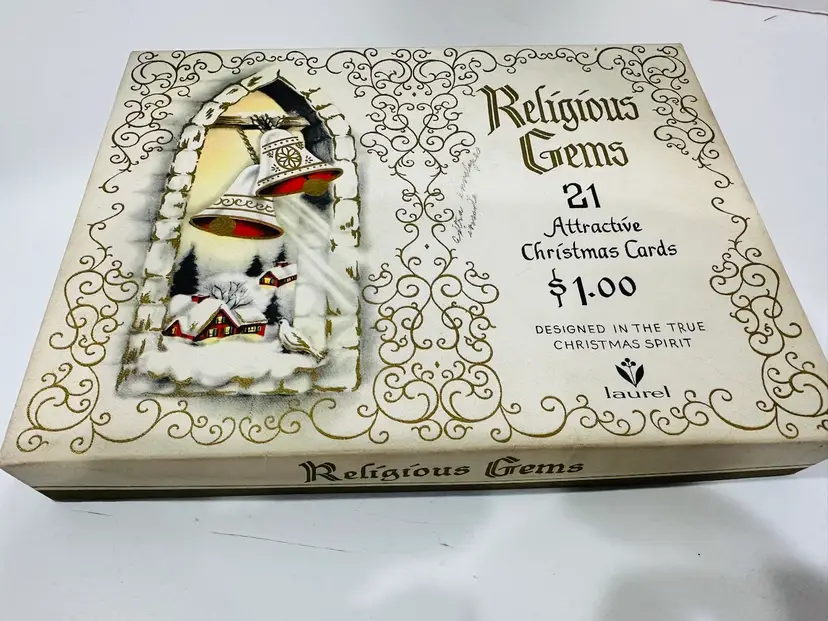 Religious
Gems
21
Attractive
Christmas Cards
$1.00
DESIGNED IN THE TRUE
CHRISTMAS SPIRIT
laurel
Religious Gems